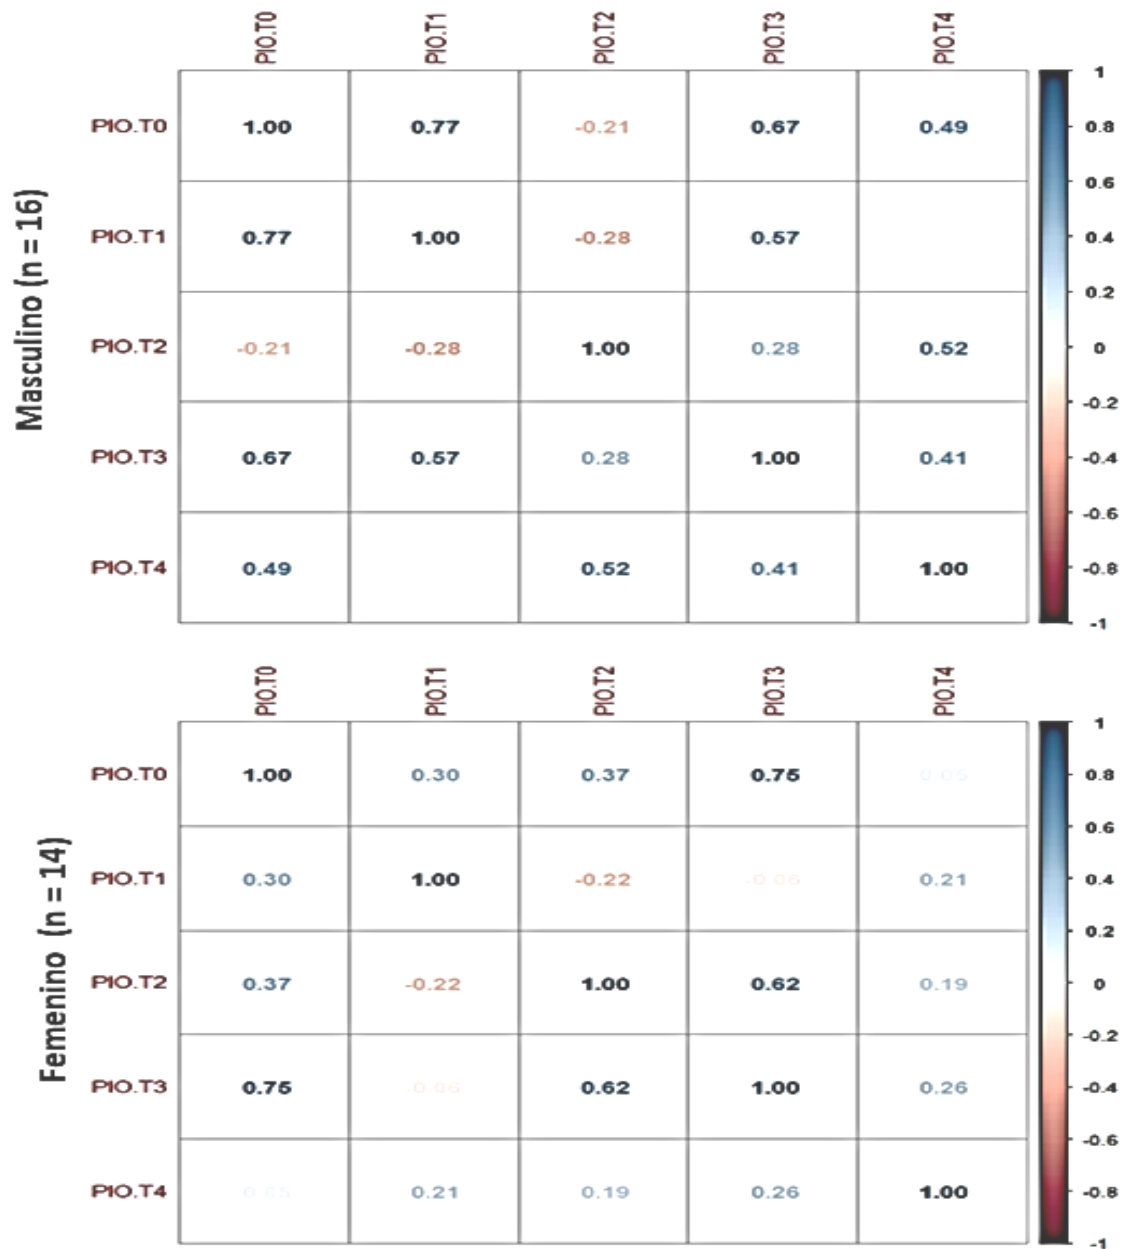 PIO.T0 PIO.T1 PIO.T2 PIO.T3 PIO.T4
Masculino (n = 16)
PIO.T0 1.00 0.77 -0.21 0.67 0.49
PIO.T1 0.77 1.00 -0.28 0.57
PIO.T2 -0.21 -0.28 1.00 0.28 0.52
PIO.T3 0.67 0.57 0.28 1.00 0.41
PIO.T4 0.49 0.52 0.41 1.00
1
0.8
0.6
0.4
0.2
0
-0.2
-0.4
-0.6
-0.8
-1
PIO.T0 PIO.T1 PIO.T2 PIO.T3 PIO.T4
Femenino (n = 14)
PIO.T0 1.00 0.30 0.37 0.75 0.05
PIO.T1 0.30 1.00 -0.22 -0.06 0.21
PIO.T2 0.37 -0.22 1.00 0.62 0.19
PIO.T3 0.75 -0.06 0.62 1.00 0.26
PIO.T4 0.05 0.21 0.19 0.26 1.00
1
0.8
0.6
0.4
0.2
0
-0.2
-0.4
-0.6
-0.8
-1